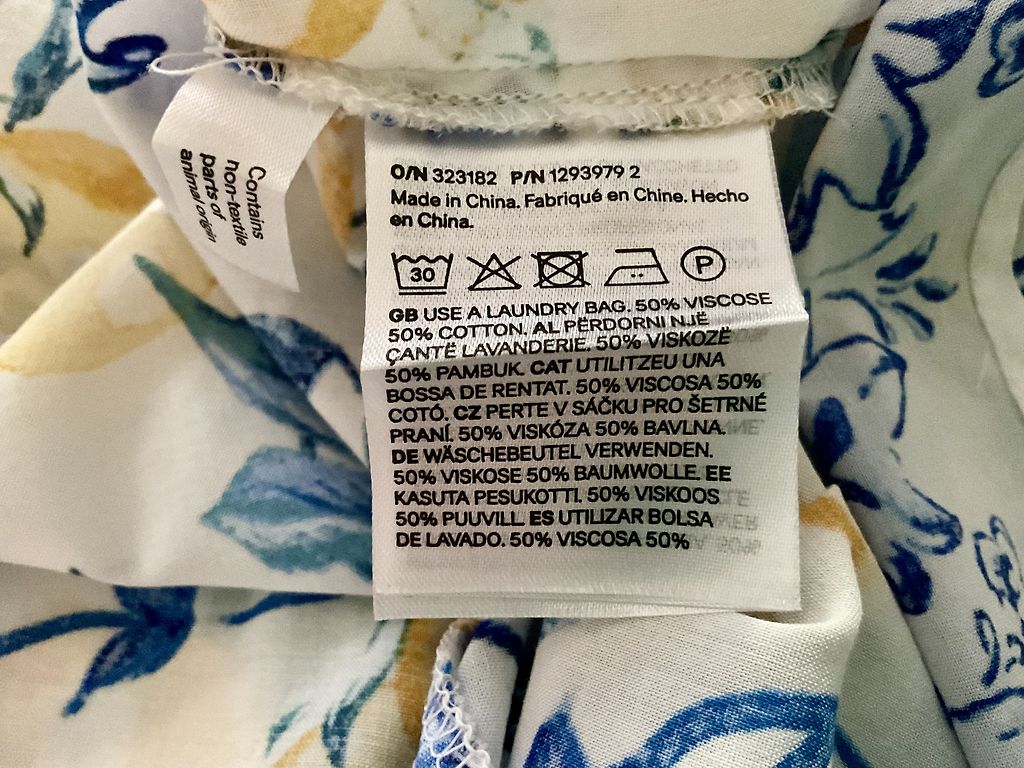 Contains
non-textile
parts of
animal origin
O/N 323182 P/N 1293979 2
Made in China. Fabriqué en Chine. Hecho
en China.
30 P
GB USE A LAUNDRY BAG. 50% VISCOSE
50% COTTON. AL PËRDORNI NJË
ÇANTË LAVANDERIE. 50% VISKOZË
50% PAMBUK. CAT UTILITZEU UNA
BOSSA DE RENTAT. 50% VISCOSA 50%
COTÓ. CZ PERTE V SÁČKU PRO ŠETRNÉ
PRANÍ. 50% VISKÓZA 50% BAVLNA.
DE WÄSCHEBEUTEL VERWENDEN.
50% VISKOSE 50% BAUMWOLLE. EE
KASUTA PESUKOTTI. 50% VISKOOS
50% PUUVILL. ES UTILIZAR BOLSA
DE LAVADO. 50% VISCOSA 50%